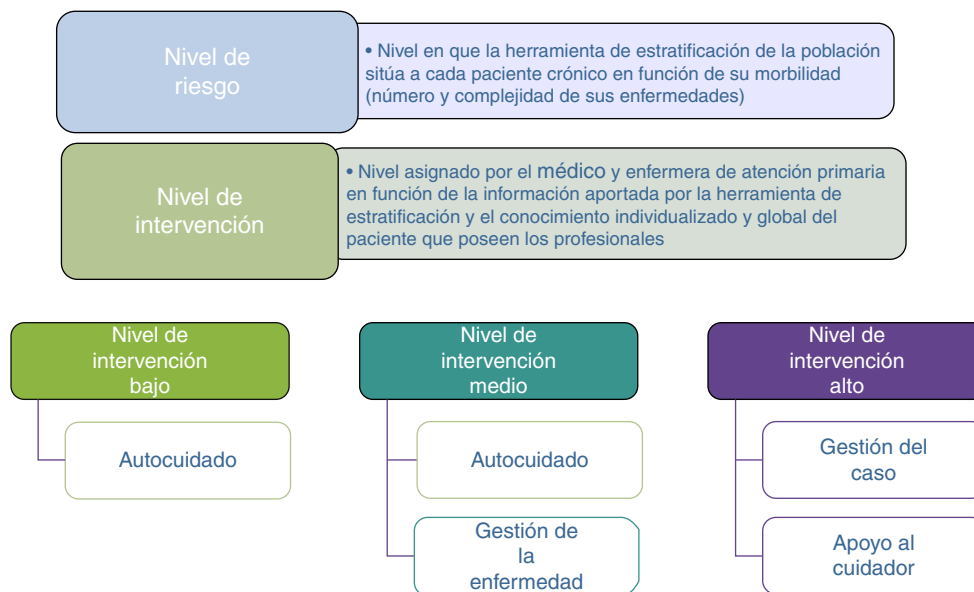 Nivel de
riesgo
• Nivel en que la herramienta de estratificación de la población
sitúa a cada paciente crónico en función de su morbilidad
(número y complejidad de sus enfermedades)
Nivel de
intervención
• Nivel asignado por el médico y enfermera de atención primaria
en función de la información aportada por la herramienta de
estratificación y el conocimiento individualizado y global del
paciente que poseen los profesionales
Nivel de
intervención
bajo
Autocuidado
Nivel de
intervención
medio
Autocuidado
Gestión de
la
enfermedad
Nivel de
intervención
alto
Gestión del
caso
Apoyo al
cuidador